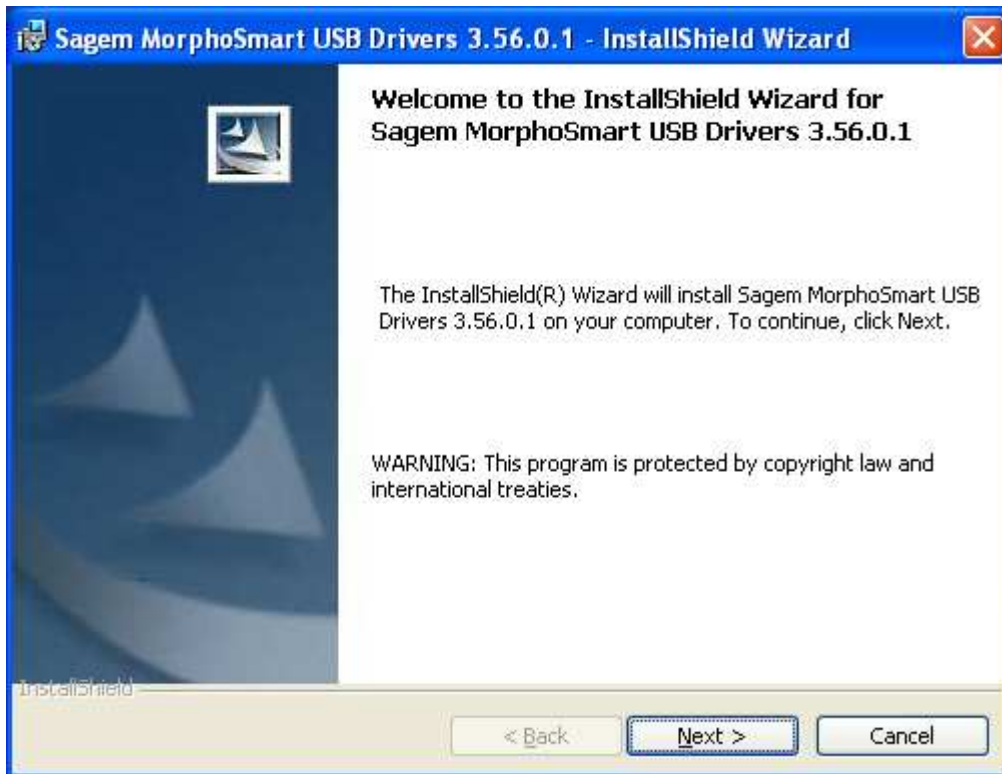 Sagem MorphoSmart USB Drivers 3.56.0.1 - InstallShield Wizard
Welcome to the InstallShield Wizard for
Sagem MorphoSmart USB Drivers 3.56.0.1
The InstallShield(R) Wizard will install Sagem MorphoSmart USB
Drivers 3.56.0.1 on your computer. To continue, click Next.
WARNING: This program is protected by copyright law and
international treaties.
InstallShield
< Back
Next >
Cancel